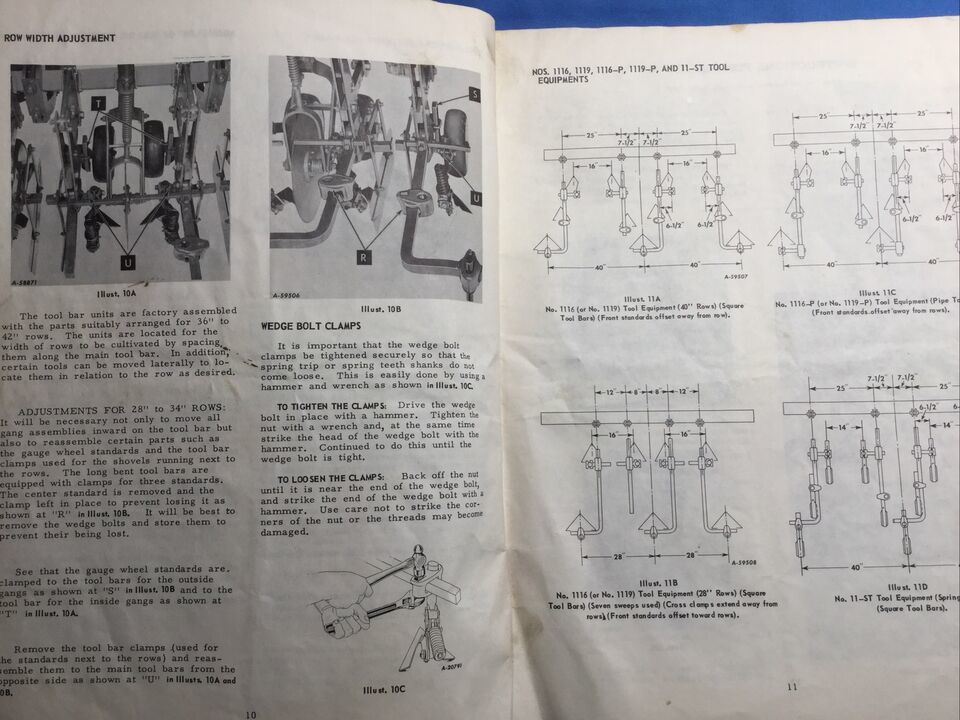 ROW WIDTH ADJUSTMENT
T
U
A-58871
Illust. 10A
S
U
R
A-59506
Illust. 10B
The tool bar units are factory assembled
with the parts suitably arranged for 36" to
42" rows. The units are located for the
width of rows to be cultivated by spacing
them along the main tool bar. In addition,
certain tools can be moved laterally to lo-
cate them in relation to the row as desired.
ADJUSTMENTS FOR 28" to 34" ROWS:
It will be necessary not only to move all
gang assemblies inward on the tool bar but
also to reassemble certain parts such as
the gauge wheel standards and the tool bar
clamps used for the shovels running next to
the rows. The long bent tool bars are
equipped with clamps for three standards.
The center standard is removed and the
clamp left in place to prevent losing it as
shown at "R" in Illust. 10B. It will be best to
remove the wedge bolts and store them to
prevent their being lost.
See that the gauge wheel standards are
clamped to the tool bars for the outside
gangs as shown at "S" in Illust. 10B and to the
tool bar for the inside gangs as shown at
"T" in Illust. 10A.
Remove the tool bar clamps (used for
the standards next to the rows) and reas-
semble them to the main tool bars from the
opposite side as shown at "U" in Illusts. 10A and
10B.
WEDGE BOLT CLAMPS
It is important that the wedge bolt
clamps be tightened securely so that the
spring trip or spring teeth shanks do not
come loose. This is easily done by using a
hammer and wrench as shown in Illust. 10C.
TO TIGHTEN THE CLAMPS: Drive the wedge
bolt in place with a hammer. Tighten the
nut with a wrench and, at the same time
strike the head of the wedge bolt with the
hammer. Continued to do this until the
wedge bolt is tight.
TO LOOSEN THE CLAMPS: Back off the nut
until it is near the end of the wedge bolt,
and strike the end of the wedge bolt with a
hammer. Use care not to strike the cor-
ners of the nut or the threads may become
damaged.
A-20791
Illust. 10C
10
NOS. 1116, 1119, 1116-P, 1119-P, AND 11-ST TOOL
EQUIPMENTS
25" 7-1/2" 7-1/2" 25"
16" 16"
6-1/2" 6-1/2"
40" 40"
A-59507
Illust. 11A
No. 1116 (or No. 1119) Tool Equipment (40" Rows) (Square
Tool Bars) (Front standards offset away from row).
25" 7-1/2" 7-1/2" 25"
16" 16"
6-1/2" 6-1/2"
40"
Illust. 11C
No. 1116-P (or No. 1119-P) Tool Equipment (Pipe
(Front standards offset away from rows).
12" 8" 8" 12"
16" 16"
28" 28"
A-59508
Illust. 11B
No. 1116 (or No. 1119) Tool Equipment (28" Rows) (Square
Tool Bars) (Seven sweeps used) (Cross clamps extend away from
rows) (Front standards offset toward rows).
25" 7-1/2" 7-1/2" 25"
6-1/2"
14" 14"
40"
Illust. 11D
No. 11-ST Tool Equipment (Spring
(Square Tool Bars).
11